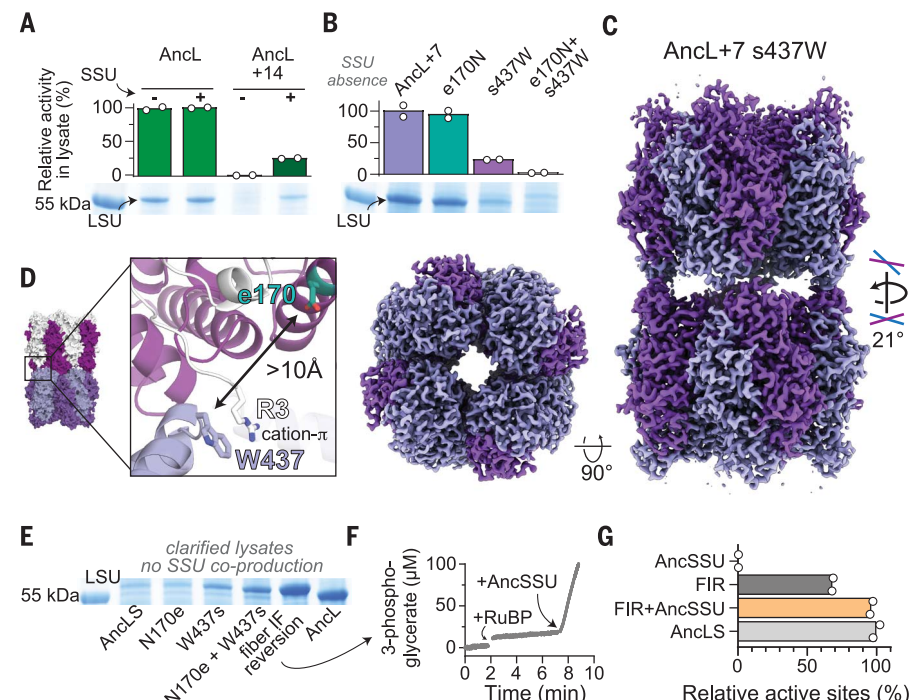 A
AncL
AncL
+14
SSU
-
+
-
+
Relative activity
in lysate (%)
100
50
0
55 kDa
LSU
B
SSU
absence
AncL+7
e170N
s437W
e170N+
s437W
100
50
0
LSU
C
AncL+7 s437W
21°
90°
D
e170
>10Å
R3
cation-π
W437
E
clarified lysates
no SSU co-production
LSU
55 kDa
AncLS
N170e
W437s
N170e + W437s
fiber IF
reversion
AncL
F
3-phospho-
glycerate (μM)
100
50
0
+AncSSU
+RuBP
0 2 4 6 8 10
Time (min)
G
AncSSU
FIR
FIR+AncSSU
AncLS
0 50 100
Relative active sites (%)